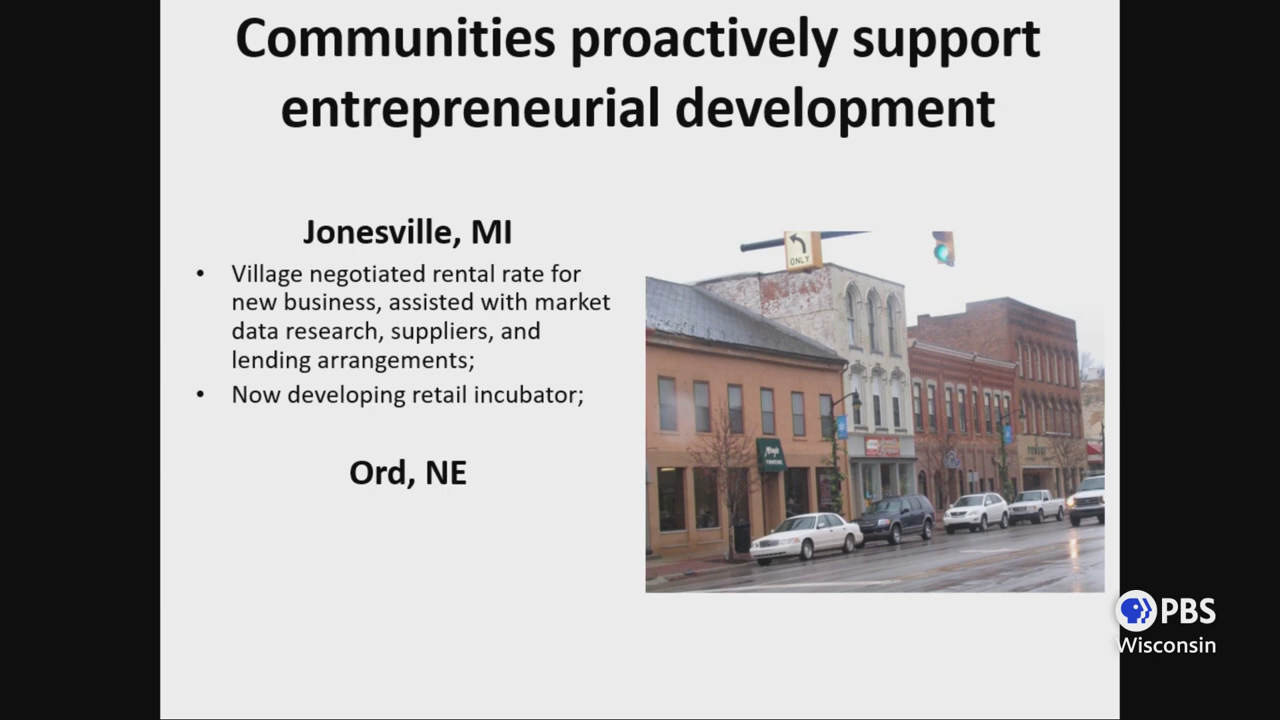 Communities proactively support
entrepreneurial development
Jonesville, MI
• Village negotiated rental rate for
new business, assisted with market
data research, suppliers, and
lending arrangements;
• Now developing retail incubator;
Ord, NE
ONLY
PBS
Wisconsin